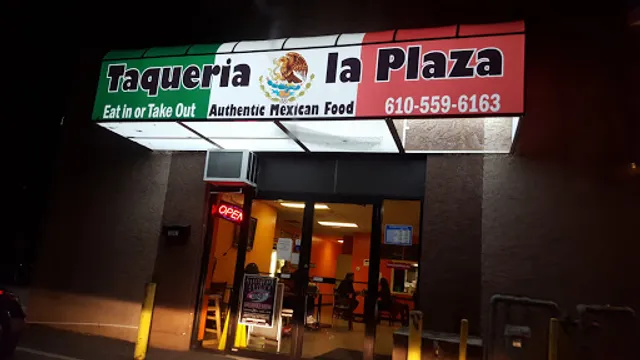 Taqueria la Plaza
Eat in or Take Out Authentic Mexican Food 610-559-6163
OPEN